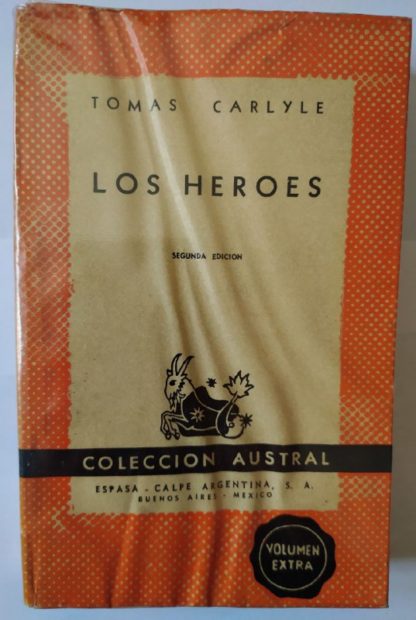 TOMAS CARLYLE
LOS HEROES
SEGUNDA EDICION
COLECCION AUSTRAL
ESPASA - CALPE ARGENTINA, S. A.
BUENOS AIRES - MEXICO
VOLUMEN
EXTRA